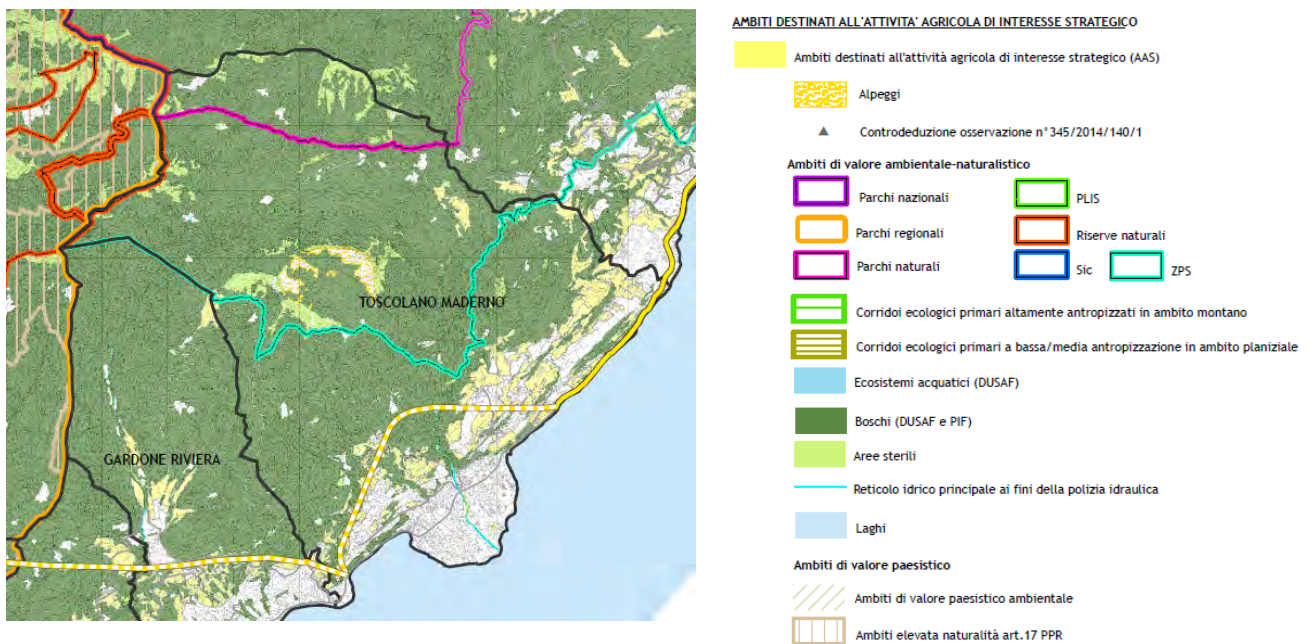 TOSCOLANO MADERNO
GARDONE RIVIERA
AMBITI DESTINATI ALL'ATTIVITA' AGRICOLA DI INTERESSE STRATEGICO
Ambiti destinati all'attività agricola di interesse strategico (AAS)
Alpeggi
Controdeduzione osservazione n°345/2014/140/1
Ambiti di valore ambientale-naturalistico
Parchi nazionali PLIS
Parchi regionali Riserve naturali
Parchi naturali Sic ZPS
Corridoi ecologici primari altamente antropizzati in ambito montano
Corridoi ecologici primari a bassa/media antropizzazione in ambito planiziale
Ecosistemi acquatici (DUSAF)
Boschi (DUSAF e PIF)
Aree sterili
Reticolo idrico principale ai fini della polizia idraulica
Laghi
Ambiti di valore paesistico
Ambiti di valore paesistico ambientale
Ambiti elevata naturalità art.17 PPR